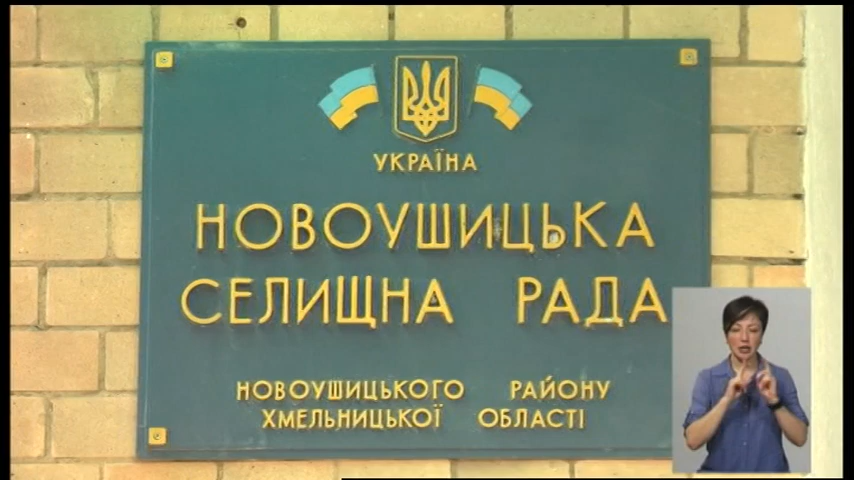 УКРАЇНА
НОВОУШИЦЬКА
СЕЛИЩНА РАДА
НОВОУШИЦЬКОГО РАЙОНУ
ХМЕЛЬНИЦЬКОЇ ОБЛАСТІ